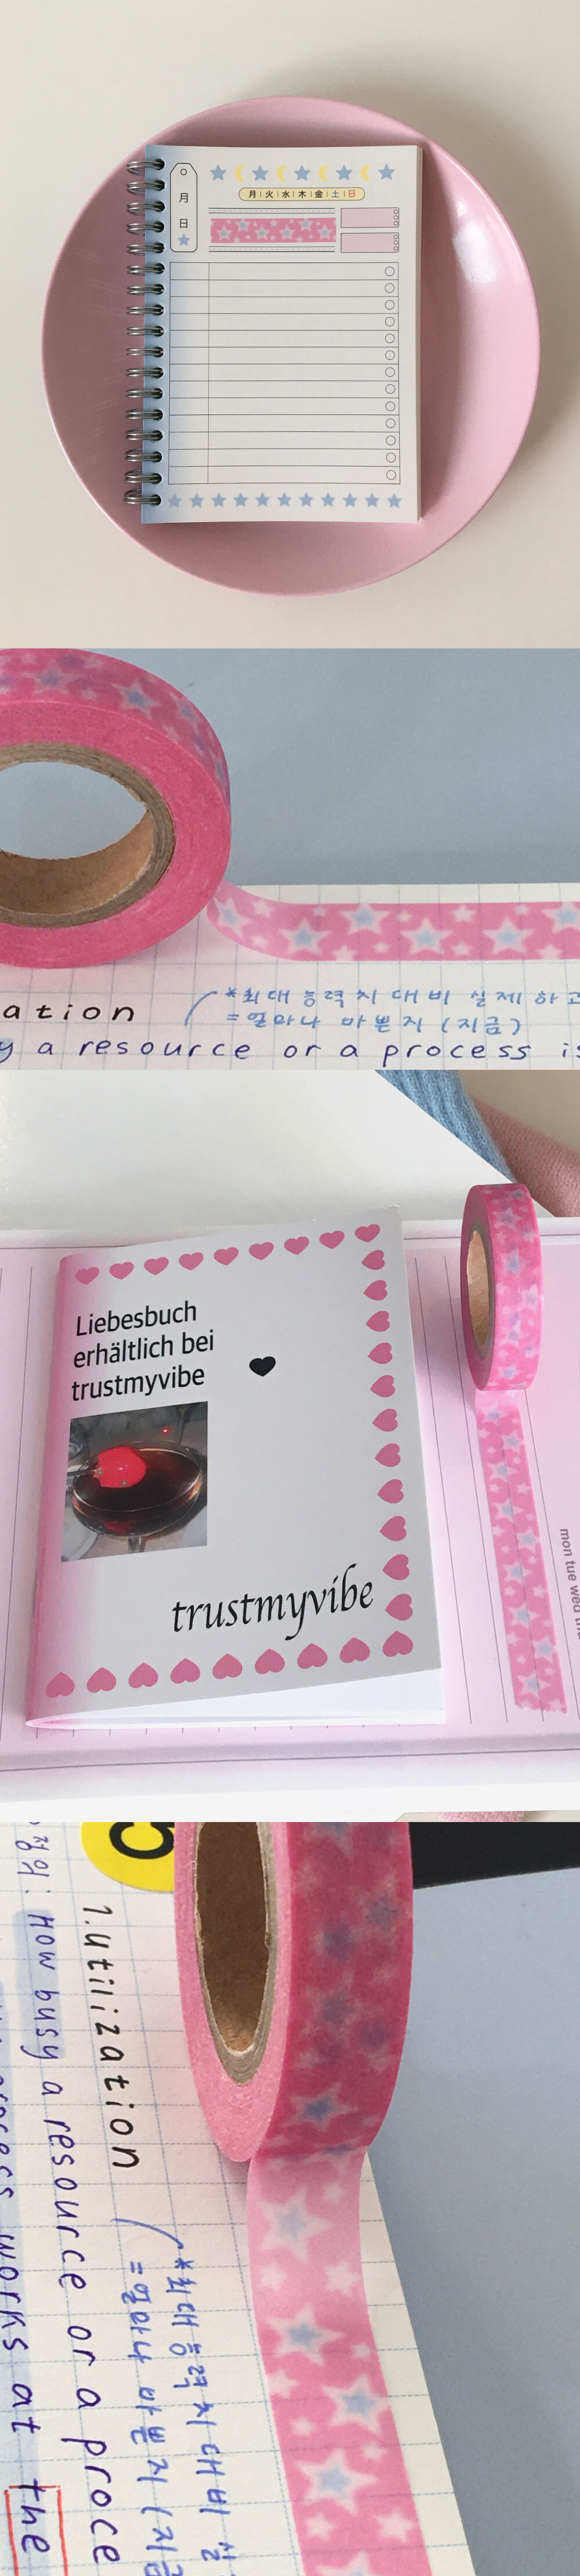 月
日
月 | 火 | 水 | 木 | 金 | 土 | 日
ation
*최대 능력치 대비 실제 하고
=얼마나 바쁜지 (지금)
y a resource or a process is
Liebesbuch
erhältlich bei
trustmyvibe
trustmyvibe
mon tue wed
1. utilization
*최대 능력치 대비 실
=얼마나 바쁜지 (지금
How busy a resource or a proce
works at the